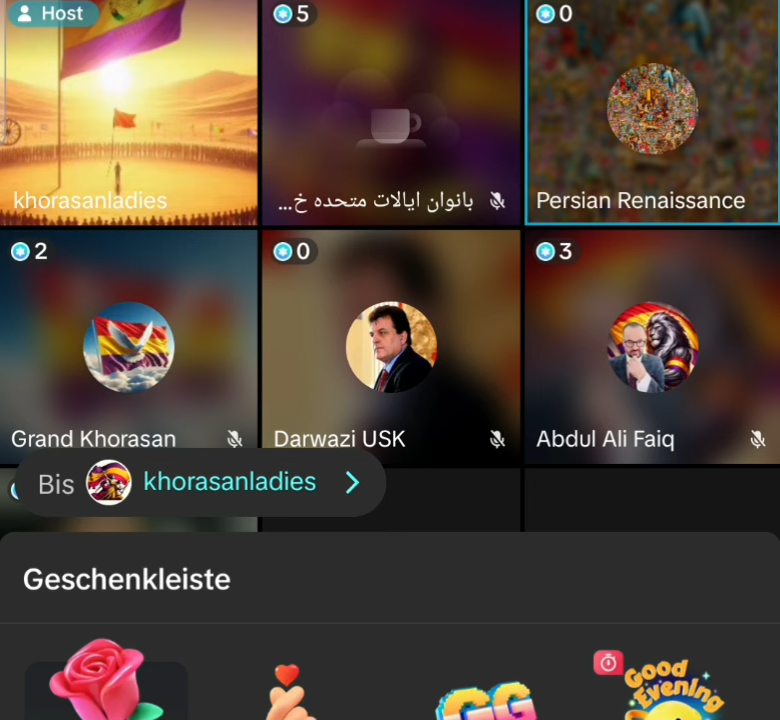 Host
5
0
khorasanladies
بانوان ایالات متحده خ...
Persian Renaissance
2
0
3
Grand Khorasan
Darwazi USK
Abdul Ali Faiq
Bis khorasanladies
Geschenkleiste
GG
Good
Evening